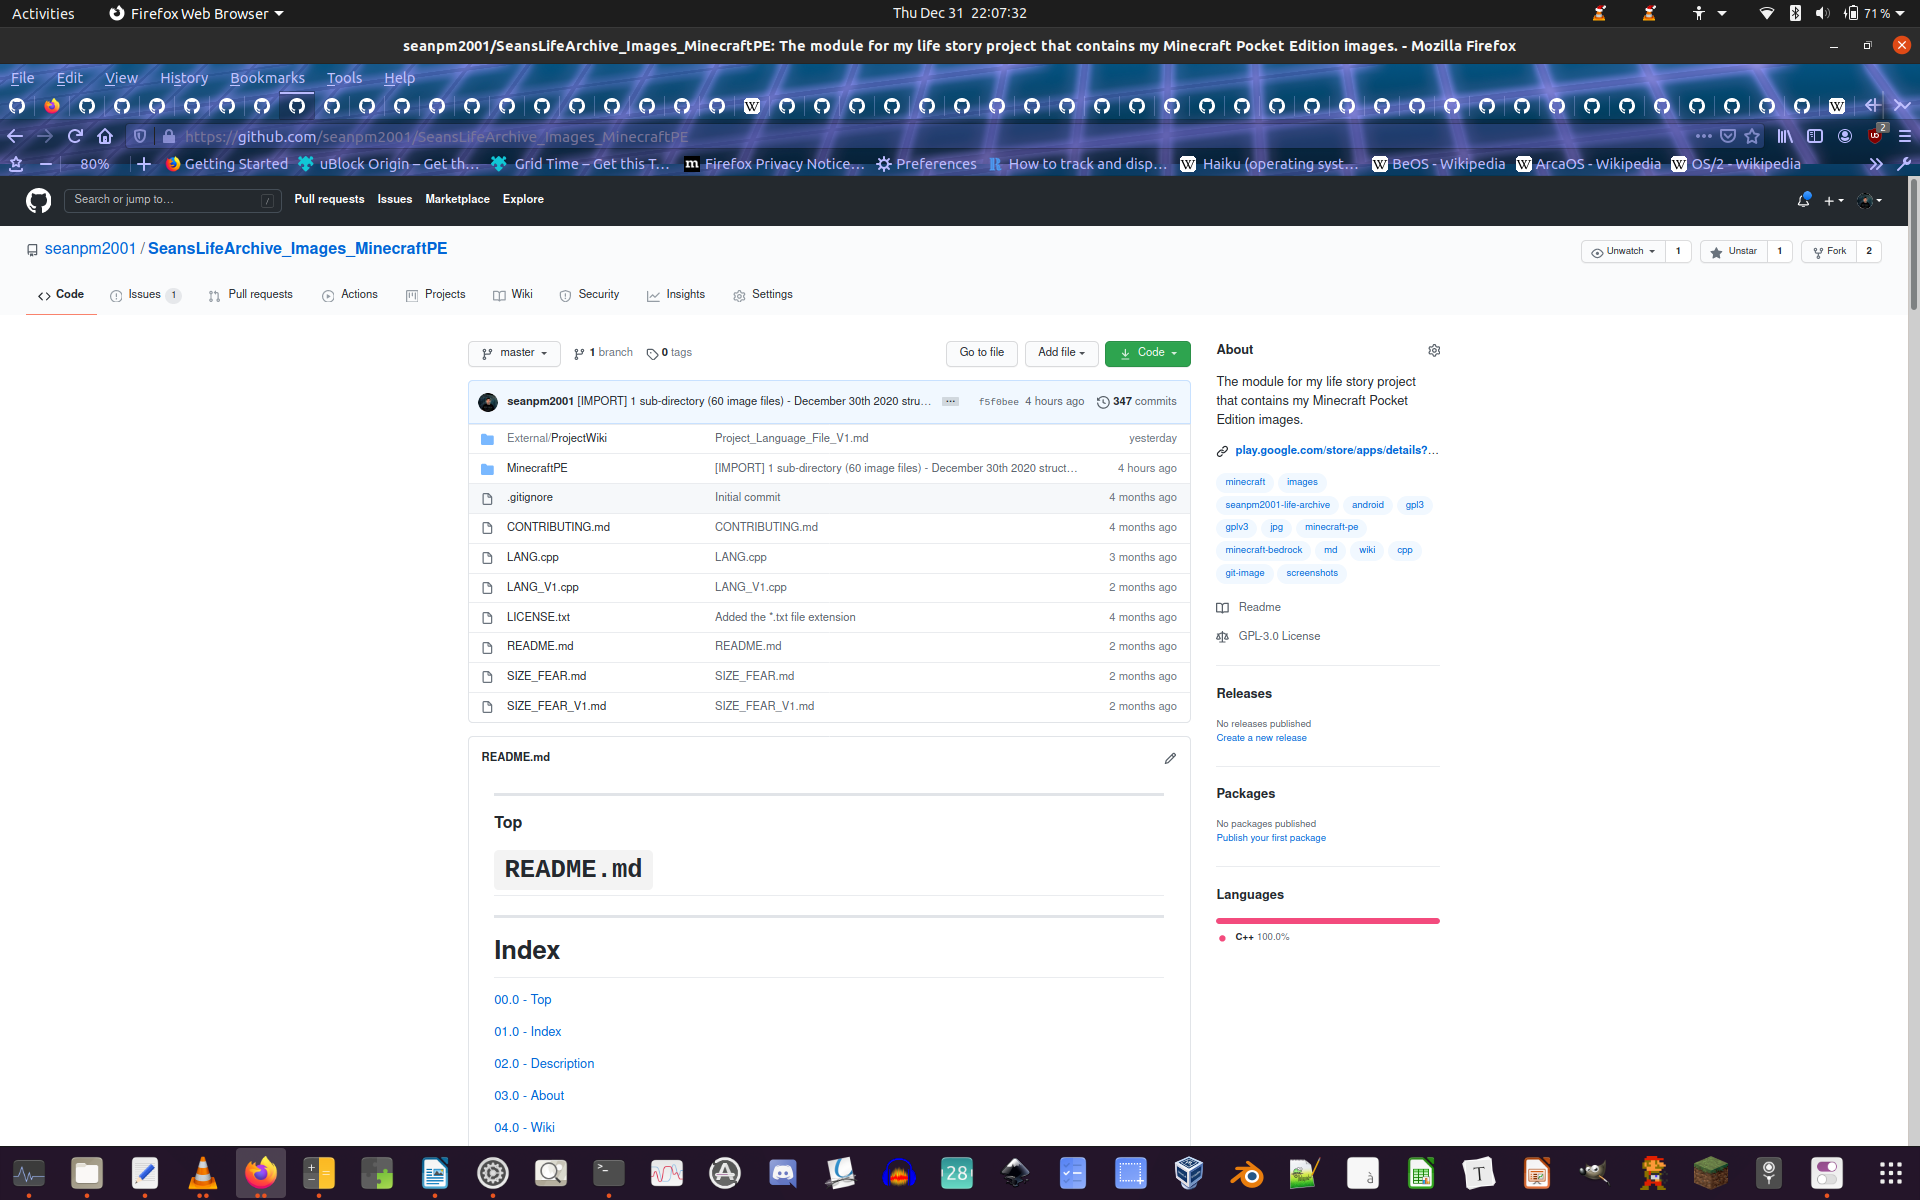 Activities Firefox Web Browser Thu Dec 31 22:07:32 71 %
seanpm2001/SeansLifeArchive_Images_MinecraftPE: The module for my life story project that contains my Minecraft Pocket Edition images. - Mozilla Firefox
File Edit View History Bookmarks Tools Help
https://github.com/seanpm2001/SeansLifeArchive_Images_MinecraftPE 2
80% Getting Started uBlock Origin – Get th… Grid Time – Get this T… Firefox Privacy Notice… Preferences How to track and disp… Haiku (operating syst… BeOS - Wikipedia ArcaOS - Wikipedia OS/2 - Wikipedia
Search or jump to… / Pull requests Issues Marketplace Explore
seanpm2001 / SeansLifeArchive_Images_MinecraftPE Unwatch 1 Unstar 1 Fork 2
Code Issues 1 Pull requests Actions Projects Wiki Security Insights Settings
master 1 branch 0 tags Go to file Add file Code
seanpm2001 [IMPORT] 1 sub-directory (60 image files) - December 30th 2020 stru… ... f5f0bee 4 hours ago 347 commits
External/ProjectWiki Project_Language_File_V1.md yesterday
MinecraftPE [IMPORT] 1 sub-directory (60 image files) - December 30th 2020 struct… 4 hours ago
.gitignore Initial commit 4 months ago
CONTRIBUTING.md CONTRIBUTING.md 4 months ago
LANG.cpp LANG.cpp 3 months ago
LANG_V1.cpp LANG_V1.cpp 2 months ago
LICENSE.txt Added the *.txt file extension 4 months ago
README.md README.md 2 months ago
SIZE_FEAR.md SIZE_FEAR.md 2 months ago
SIZE_FEAR_V1.md SIZE_FEAR_V1.md 2 months ago
README.md
Top
README.md
Index
00.0 - Top
01.0 - Index
02.0 - Description
03.0 - About
04.0 - Wiki
About
The module for my life story project
that contains my Minecraft Pocket
Edition images.
play.google.com/store/apps/details?…
minecraft images
seanpm2001-life-archive android gpl3
gplv3 jpg minecraft-pe
minecraft-bedrock md wiki cpp
git-image screenshots
Readme
GPL-3.0 License
Releases
No releases published
Create a new release
Packages
No packages published
Publish your first package
Languages
C++ 100.0%
28